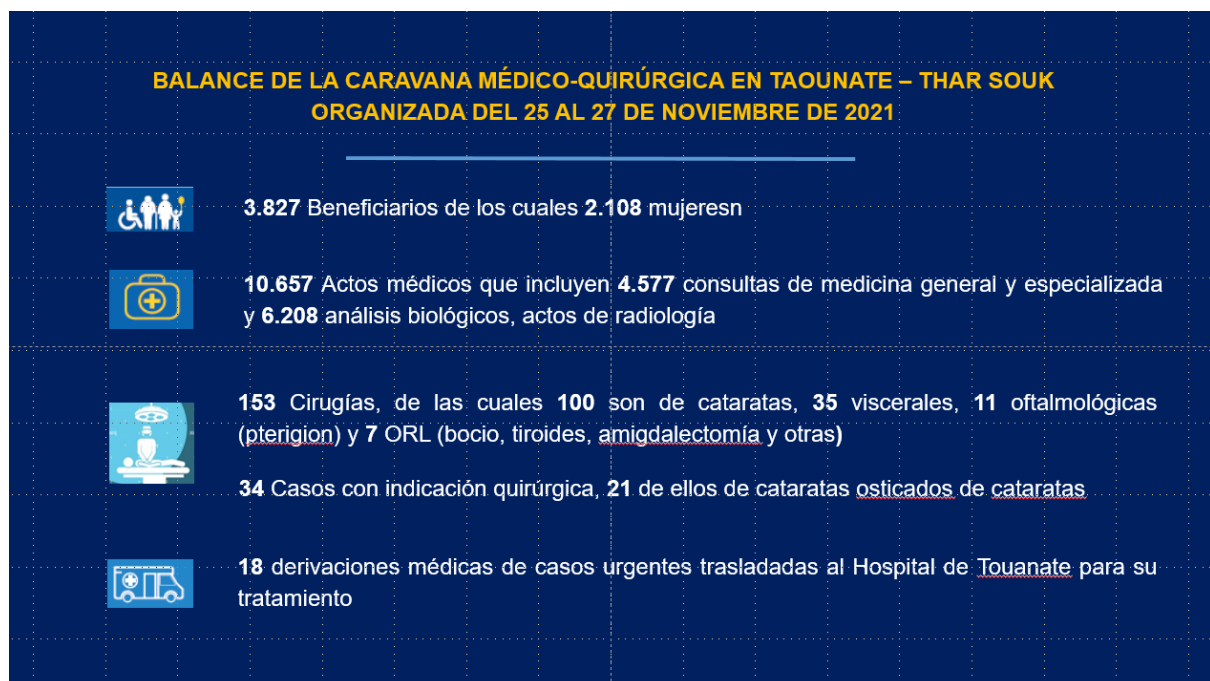 BALANCE DE LA CARAVANA MÉDICO-QUIRÚRGICA EN TAOUNATE – THAR SOUK
ORGANIZADA DEL 25 AL 27 DE NOVIEMBRE DE 2021
3.827 Beneficiarios de los cuales 2.108 mujeresn
10.657 Actos médicos que incluyen 4.577 consultas de medicina general y especializada
y 6.208 análisis biológicos, actos de radiología
153 Cirugías, de las cuales 100 son de cataratas, 35 viscerales, 11 oftalmológicas
(pterigion) y 7 ORL (bocio, tiroides, amigdalectomía y otras)
34 Casos con indicación quirúrgica, 21 de ellos de cataratas osticados de cataratas
18 derivaciones médicas de casos urgentes trasladadas al Hospital de Touanate para su
tratamiento